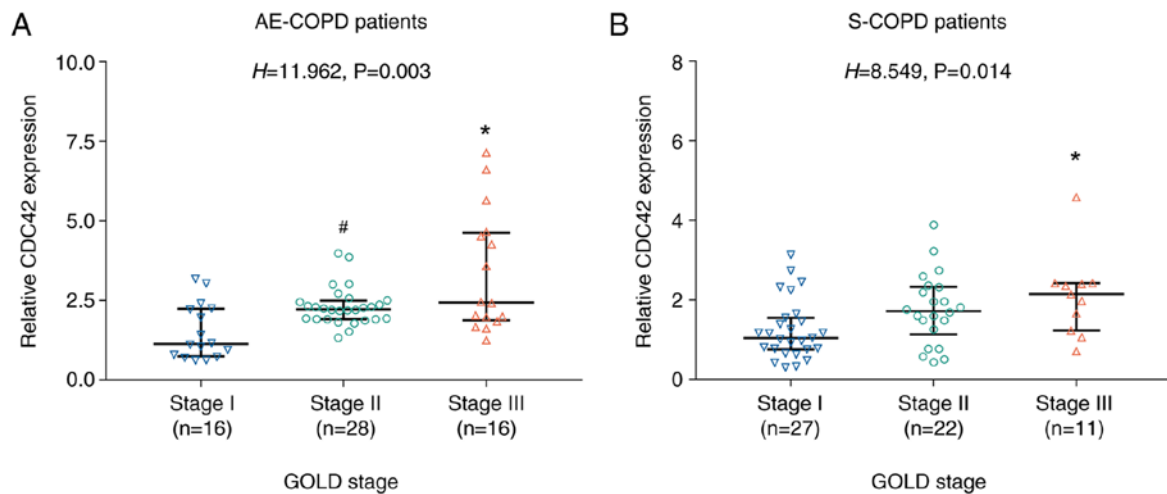 A
AE-COPD patients
H=11.962, P=0.003
Relative CDC42 expression
10.0
7.5
5.0
2.5
0.0
#
*
Stage I
(n=16)
Stage II
(n=28)
Stage III
(n=16)
GOLD stage
B
S-COPD patients
H=8.549, P=0.014
Relative CDC42 expression
8
6
4
2
0
*
Stage I
(n=27)
Stage II
(n=22)
Stage III
(n=11)
GOLD stage